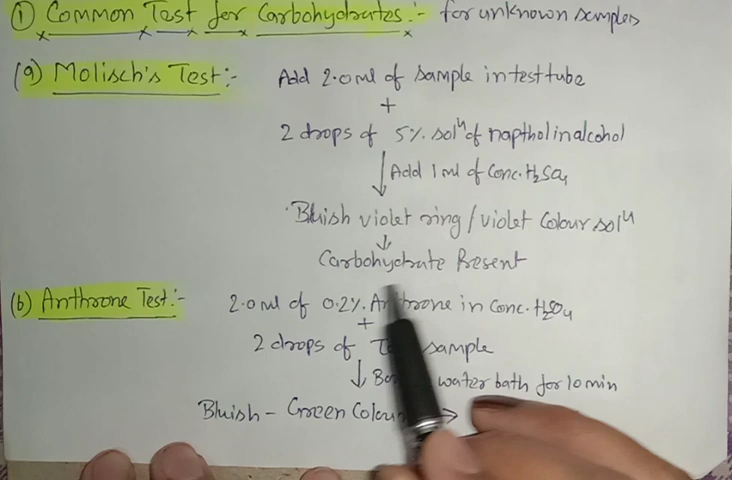 ① Common Test for Carbohydrates :- for unknown samples
(a) Molisch's Test :- Add 2.0 ml of sample in test tube
+
2 drops of 5% solⁿ of napthol in alcohol
↓ Add 1 ml of Conc. H₂SO₄
Bluish violet ring / violet Colour solⁿ
↓
Carbohydrate Present
(b) Anthrone Test :- 2.0 ml of 0.2% Anthrone in Conc. H₂SO₄
+
2 drops of sample
↓ water bath for 10 min
Bluish - Green Colour →